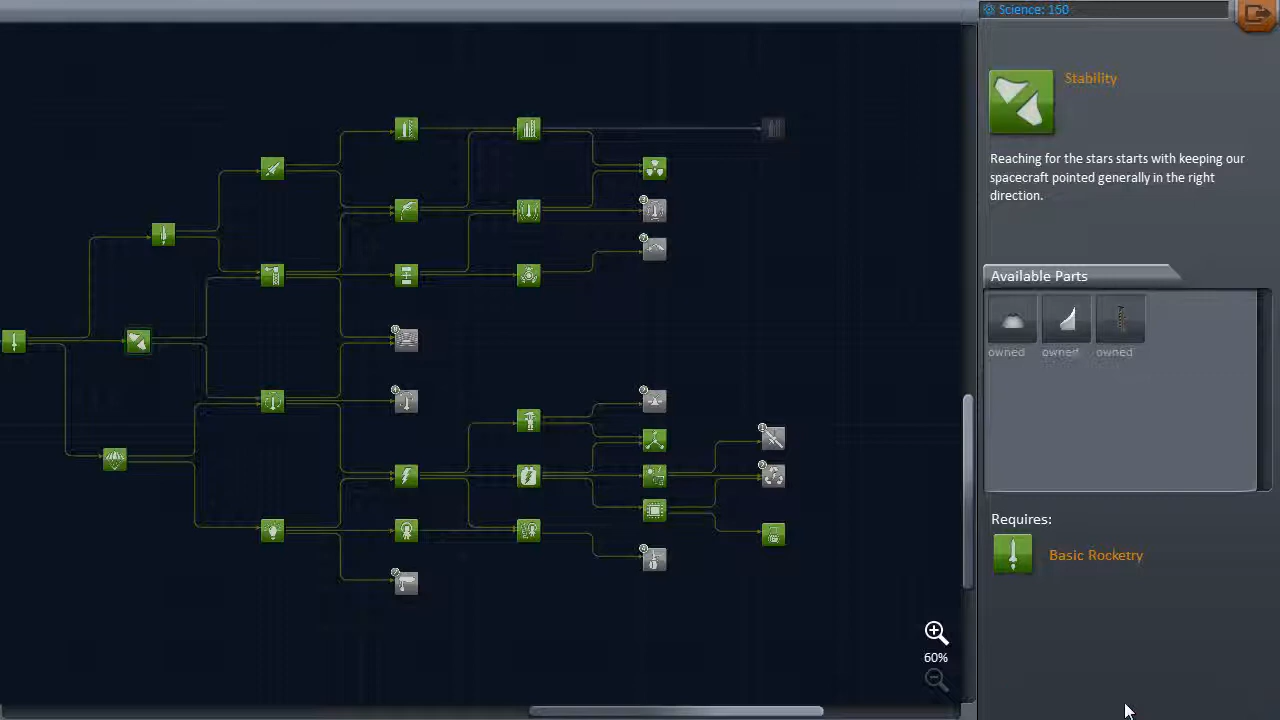 Science: 150
Stability
Reaching for the stars starts with keeping our
spacecraft pointed generally in the right
direction.
Available Parts
owned
owned
owned
Requires:
Basic Rocketry
60%